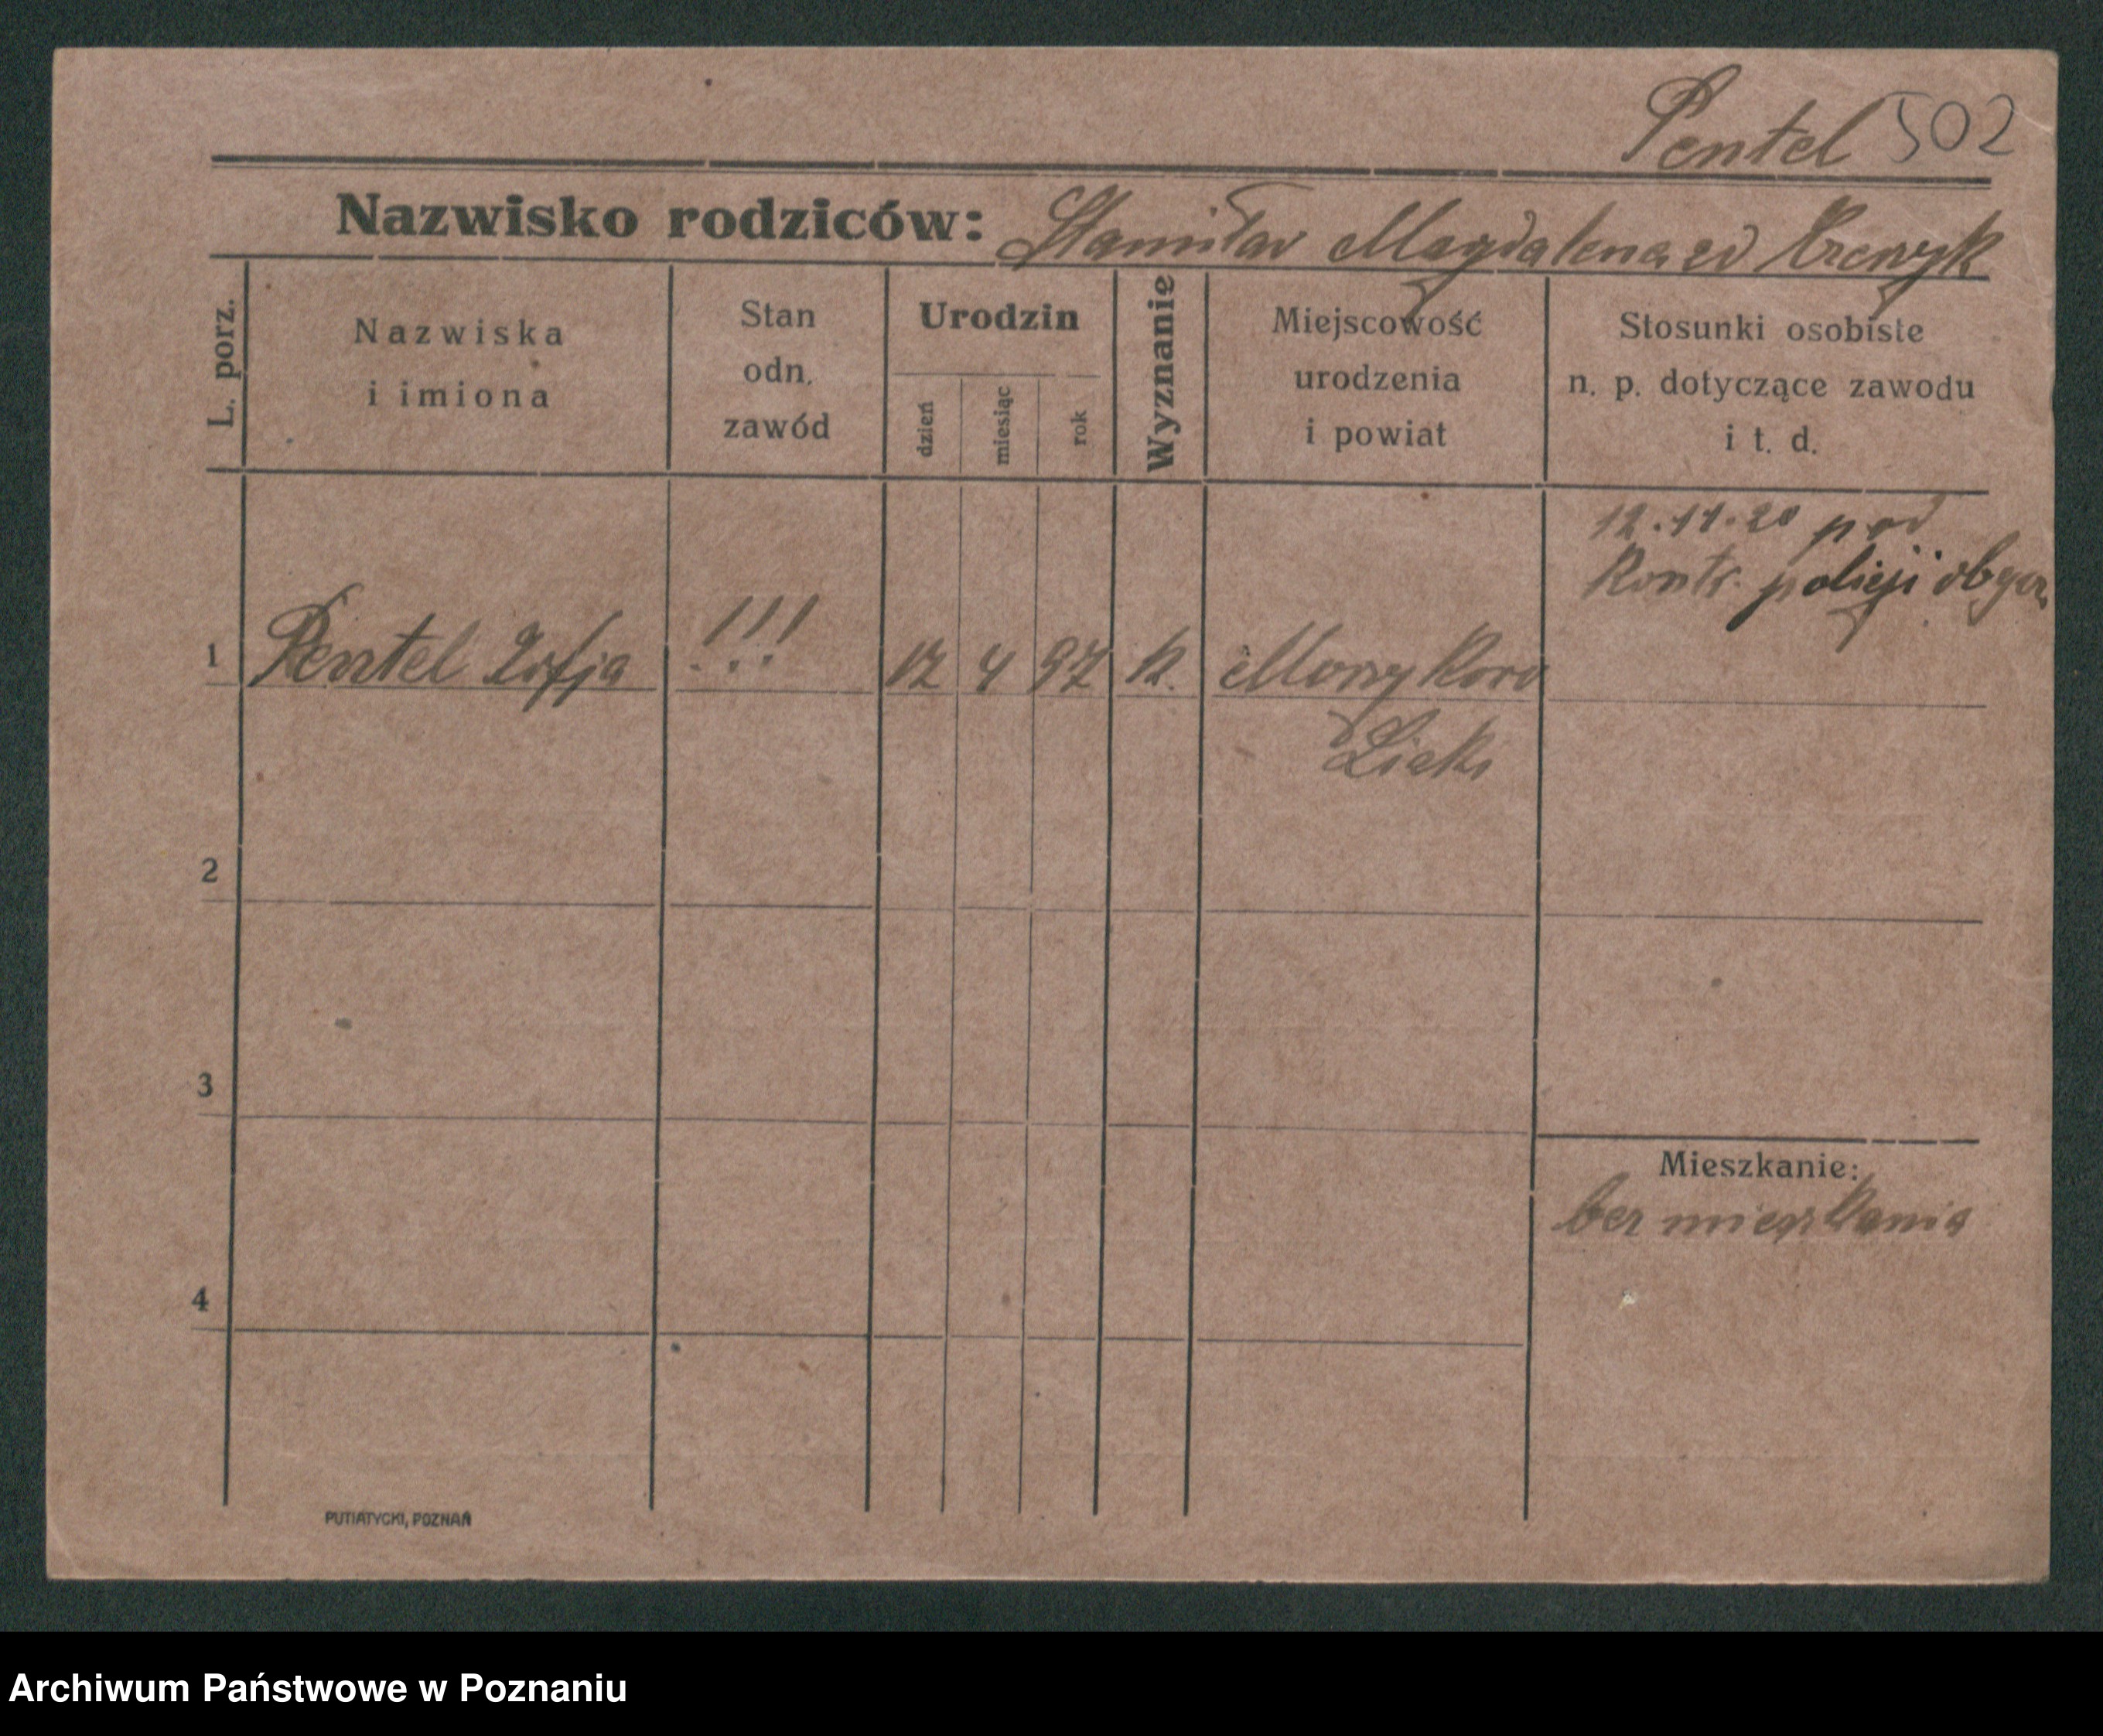 Pentel 502
Nazwisko rodziców: Stanisław Magdalena zd
L. porz.
Nazwiska
i imiona
Stan
odn.
zawód
Urodzin
dzień
miesiąc
rok
Wyznanie
Miejscowość
urodzenia
i powiat
Stosunki osobiste
n. p. dotyczące zawodu
i t. d.
12.11.20 pod
Kontr. policji obycz.
1 Pentel Zofja !!! 12 4 97 k.
2
3
4
Mieszkanie:
bez mieszkania
PUTIATYCKI, POZNAŃ
Archiwum Państwowe w Poznaniu